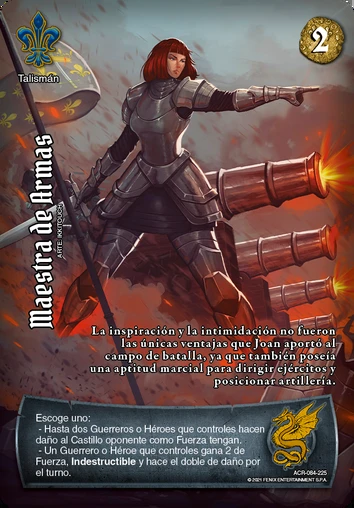 2
Talismán
Maestra de Armas
ARTE: IKKITOUCH
La inspiración y la intimidación no fueron
las únicas ventajas que Joan aportó al
campo de batalla, ya que también poseía
una aptitud marcial para dirigir ejércitos y
posicionar artillería.
Escoge uno:
- Hasta dos Guerreros o Héroes que controles hacen
daño al Castillo oponente como Fuerza tengan.
- Un Guerrero o Héroe que controles gana 2 de
Fuerza, Indestructible y hace el doble de daño por
el turno.
ACR-084-225
© 2021 FENIX ENTERTAINMENT S.P.A.